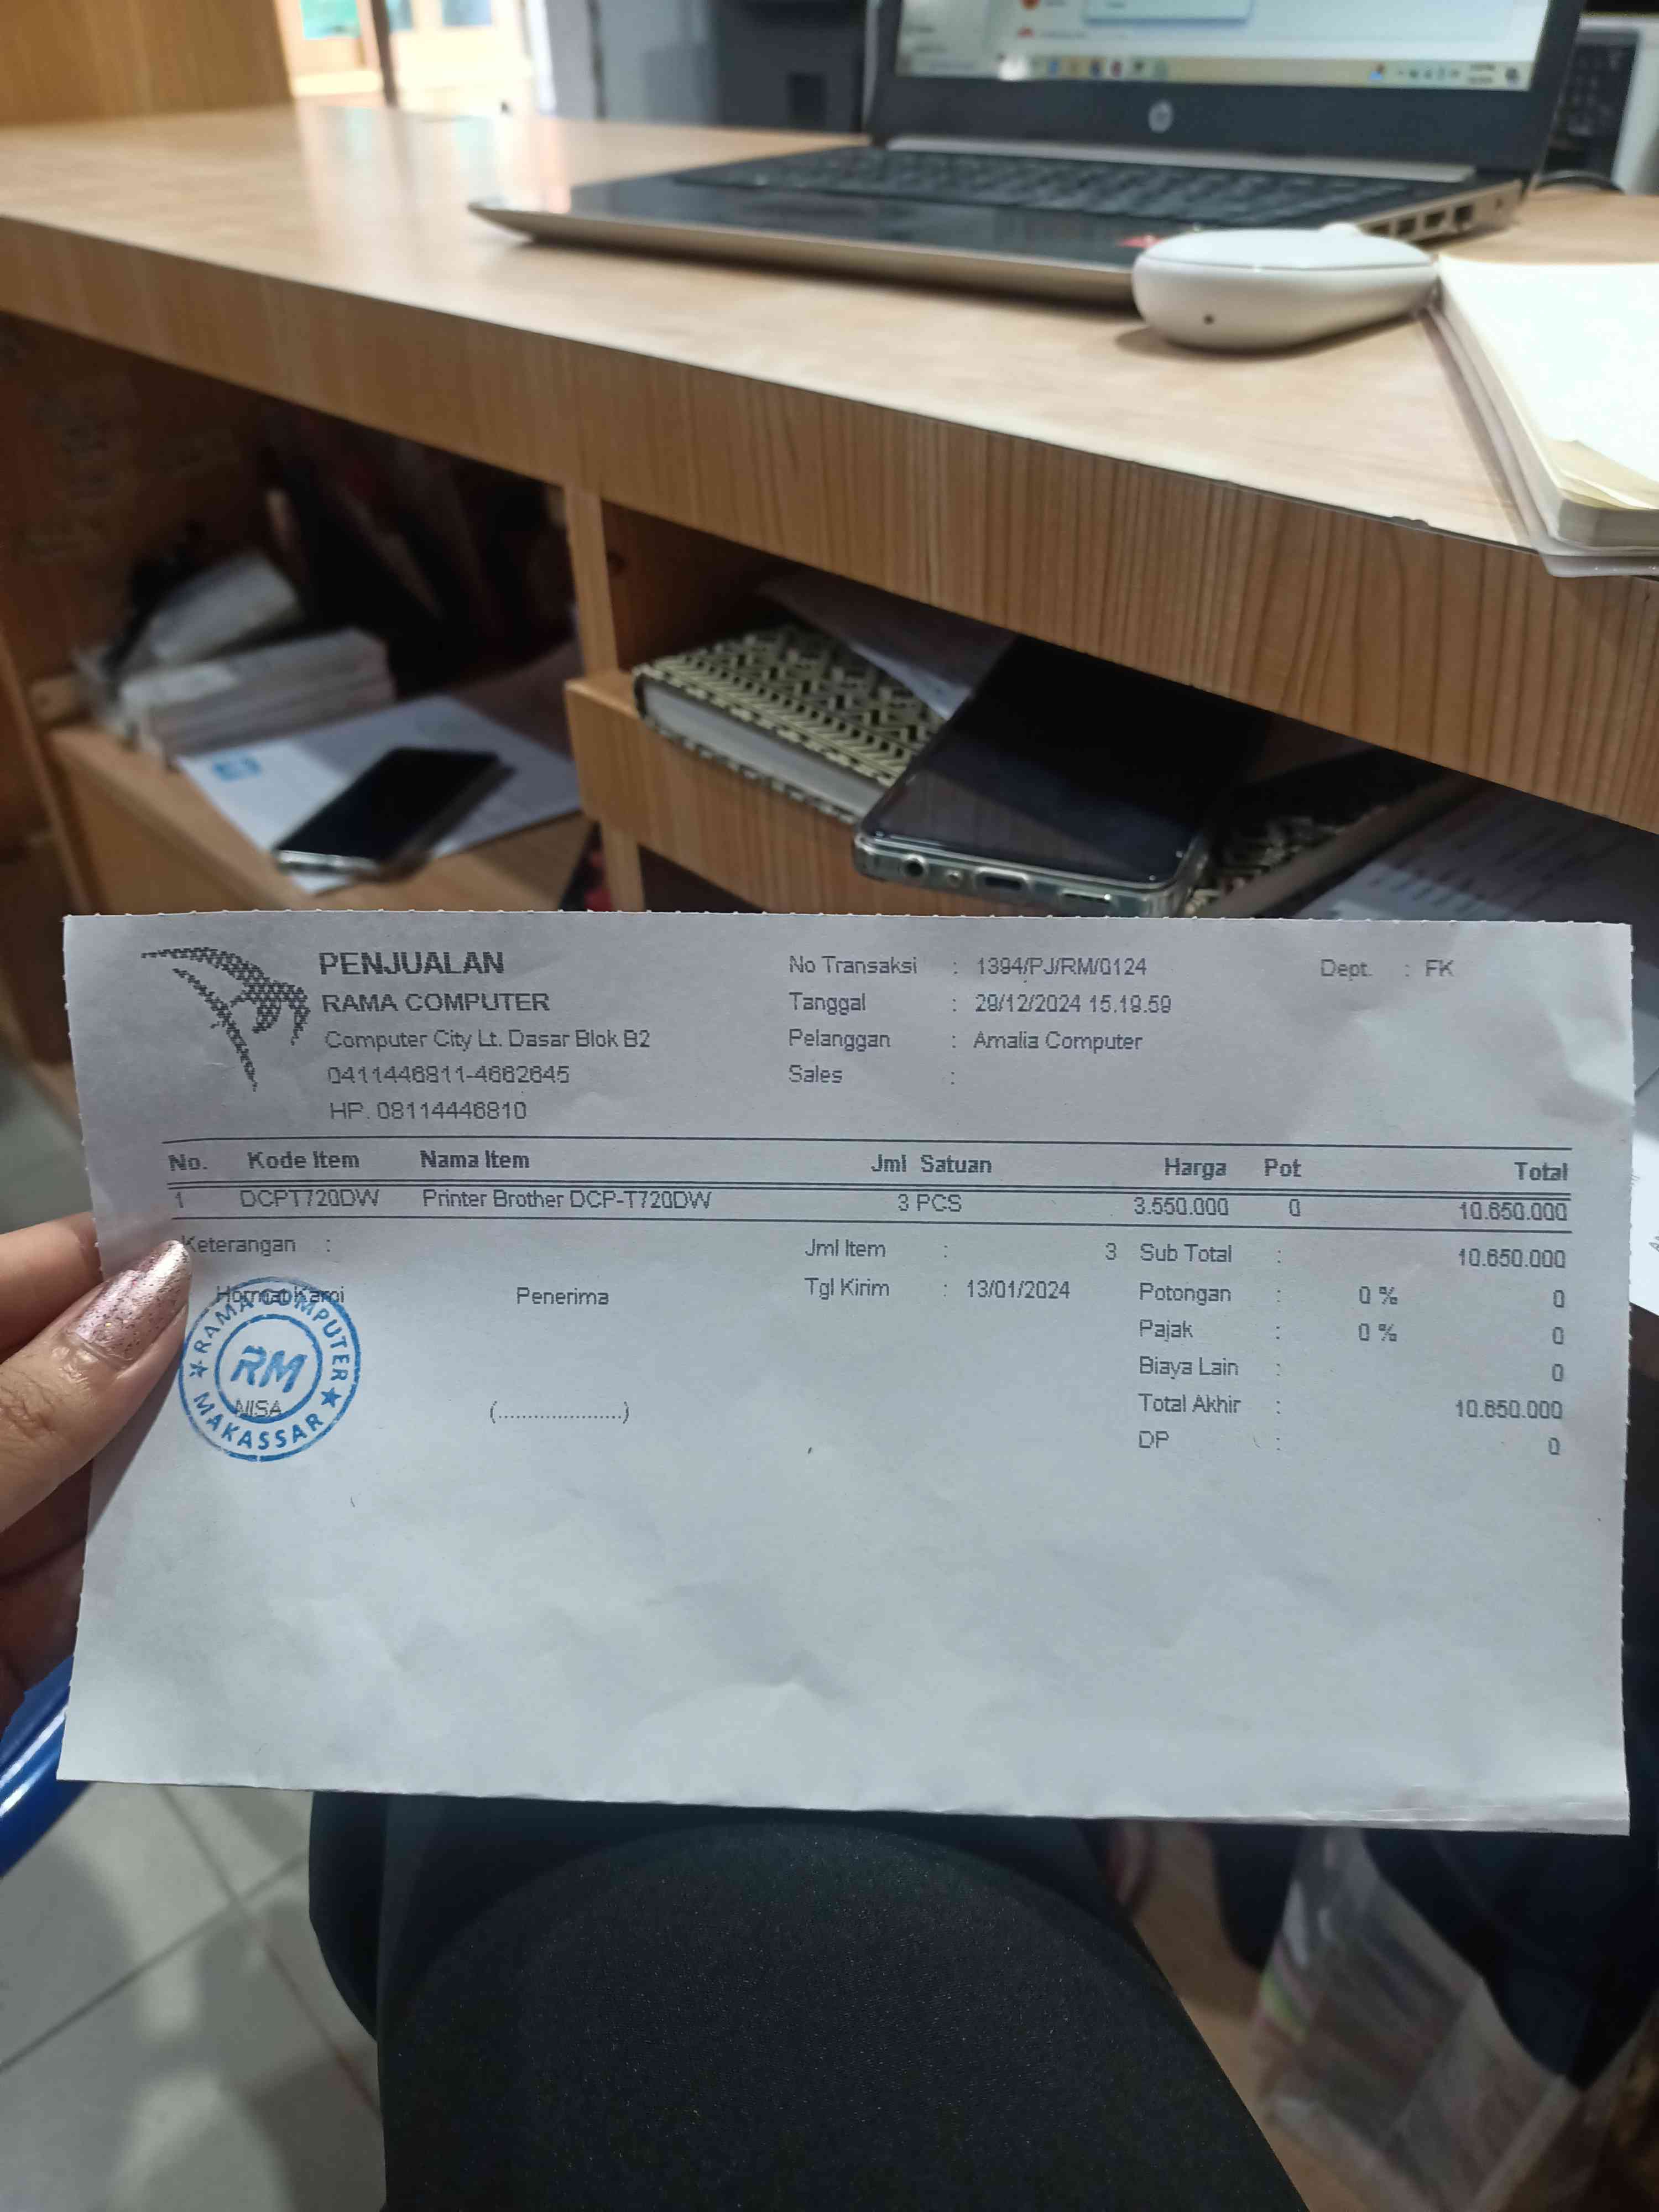 PENJUALAN
RAMA COMPUTER
Computer City Lt. Dasar Blok B2
0411446811-4662645
HP. 08114446810
No Transaksi : 1394/PJ/RM/0124
Tanggal : 29/12/2024 15.19.59
Pelanggan : Amalia Computer
Sales :
Dept. : FK
No. Kode Item Nama Item Jml Satuan Harga Pot Total
1 DCPT720DW Printer Brother DCP-T720DW 3 PCS 3.550.000 0 10.650.000
Keterangan :
Hormat Kami
Penerima
RAMA COMPUTER
RM
NISA
MAKASSAR
(.....................)
Jml Item : 3
Tgl Kirim : 13/01/2024
Sub Total : 10.650.000
Potongan : 0 % 0
Pajak : 0 % 0
Biaya Lain : 0
Total Akhir : 10.650.000
DP : 0